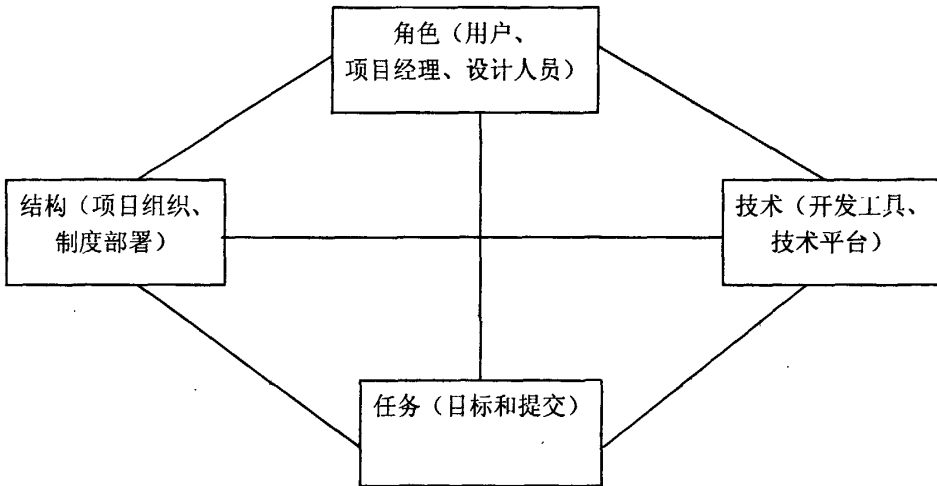 角色（用户、
项目经理、设计人员）
结构（项目组织、
制度部署）
技术（开发工具、
技术平台）
任务（目标和提交）